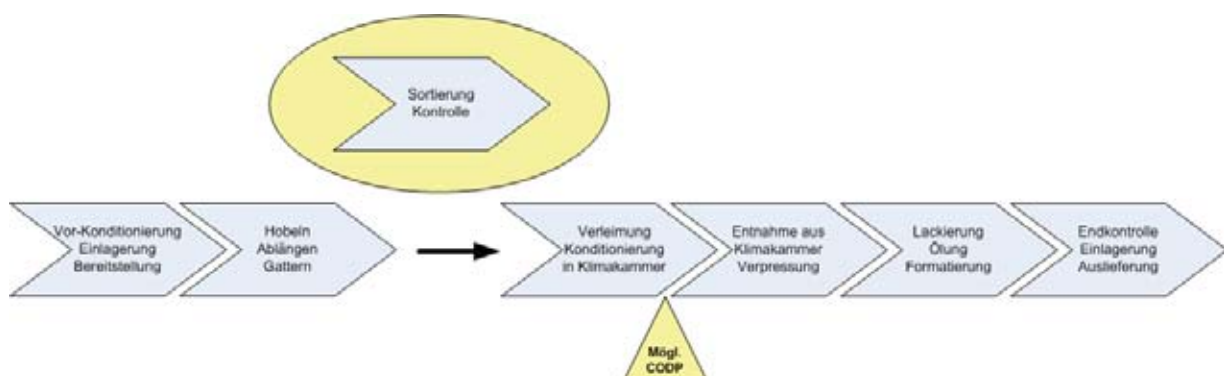 Sortierung
Kontrolle
Vor-Konditionierung
Einlagerung
Bereitstellung
Hobeln
Ablängen
Gattern
Verleimung
Konditionierung
in Klimakammer
Entnahme aus
Klimakammer
Verpressung
Lackierung
Ölung
Formatierung
Endkontrolle
Einlagerung
Auslieferung
Mögl.
CODP